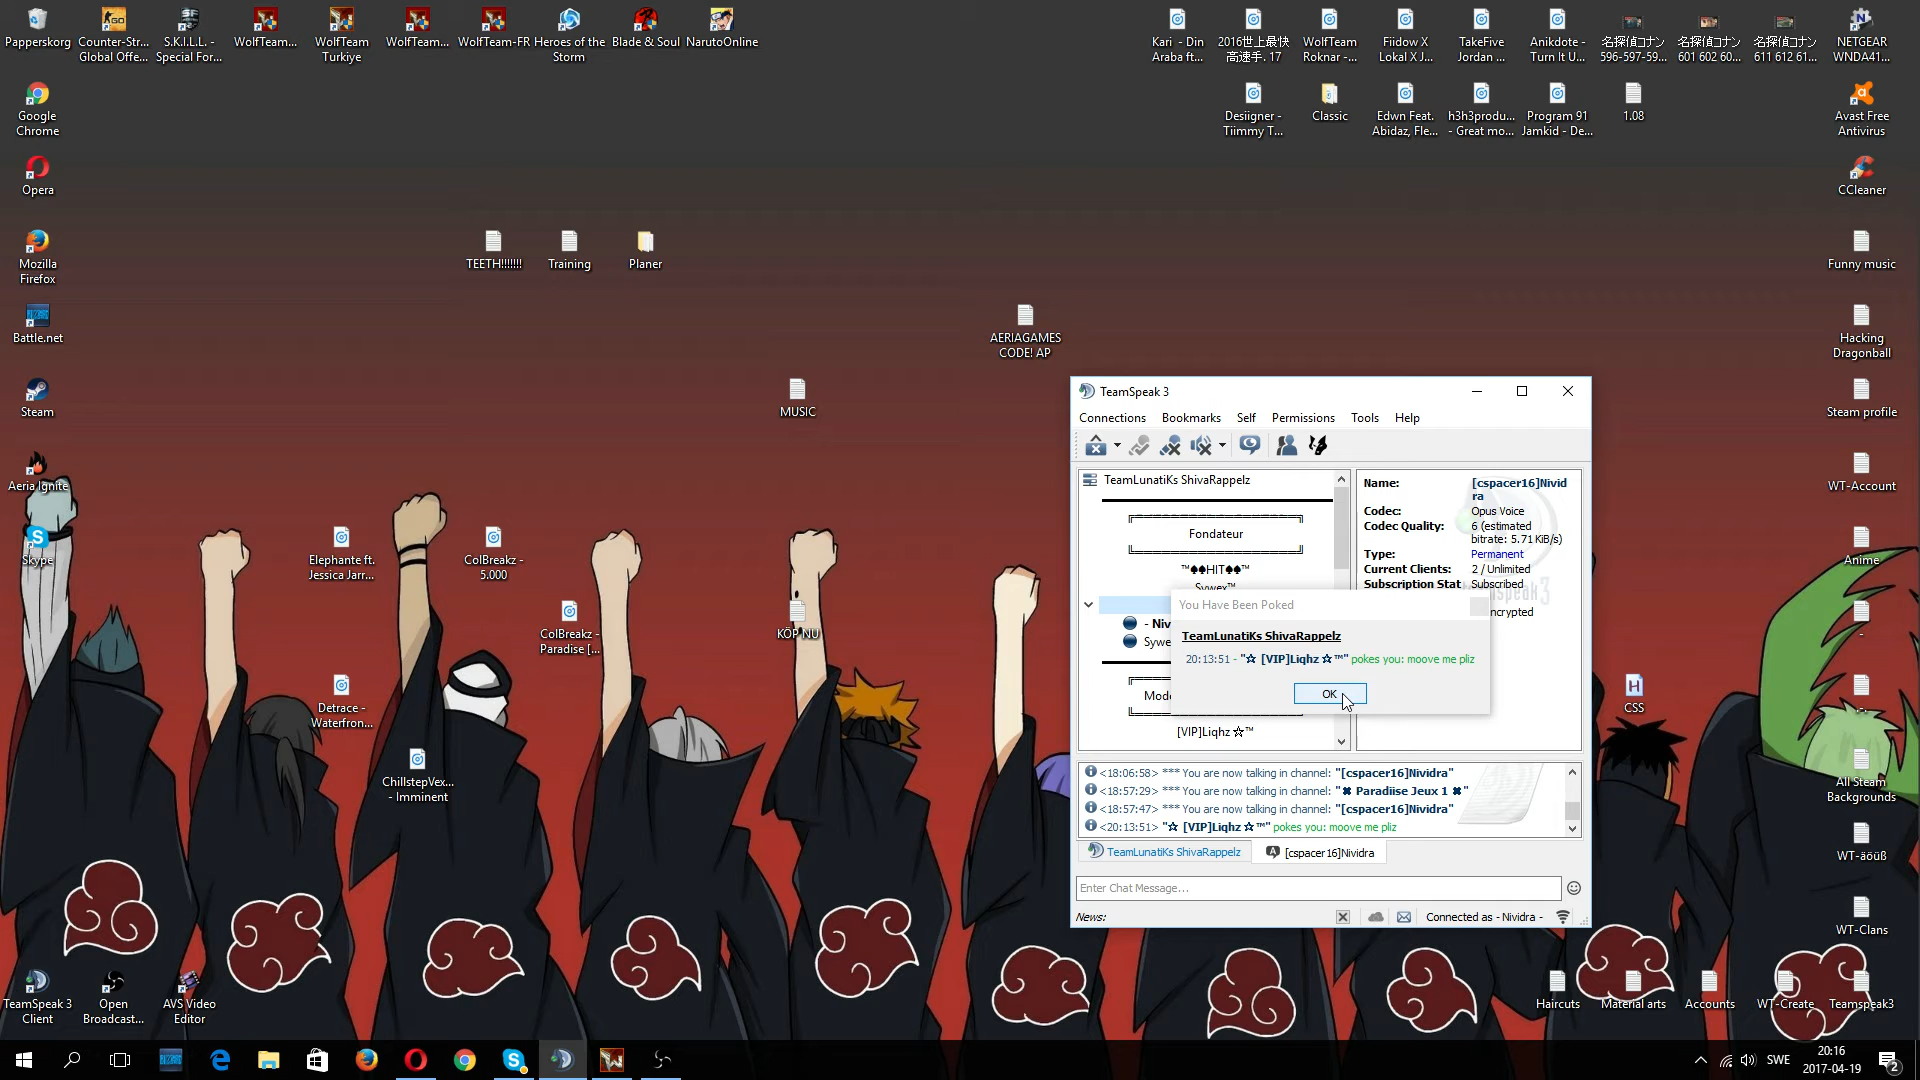 Papperskorg
Counter-Str...
Global Offe...
S.K.I.L.L. -
Special For...
WolfTeam...
WolfTeam
Turkiye
WolfTeam...
WolfTeam-FR
Heroes of the
Storm
Blade & Soul
NarutoOnline
Kari - Din
Araba ft...
2016世上最快
高速手. 17
WolfTeam
Roknar -...
Fiidow X
Lokal X J...
TakeFive
Jordan ...
Anikdote -
Turn It U...
名探偵コナン
596-597-59...
名探偵コナン
601 602 60...
名探偵コナン
611 612 61...
NETGEAR
WNDA41...
Google
Chrome
Desiigner -
Tiimmy T...
Classic
Edwn Feat.
Abidaz, Fle...
h3h3produ...
- Great mo...
Program 91
Jamkid - De...
1.08
Avast Free
Antivirus
Opera
CCleaner
Mozilla
Firefox
TEETH!!!!!!!
Training
Planer
Funny music
Battle.net
AERIAGAMES
CODE! AP
Hacking
Dragonball
Steam
MUSIC
Steam profile
Aeria Ignite
WT-Account
Skype
Elephante ft.
Jessica Jarr...
ColBreakz -
5.000
Anime
ColBreakz -
Paradise [...
KÖP NU
-
Detrace -
Waterfron...
CSS
-.-
ChillstepVex...
- Imminent
All Steam
Backgrounds
WT-äöüß
WT-Clans
TeamSpeak 3
Client
Open
Broadcast...
AVS Video
Editor
Haircuts
Material arts
Accounts
WT-Create
Teamspeak3
TeamSpeak 3
Connections Bookmarks Self Permissions Tools Help
TeamLunatiKs ShivaRappelz
Fondateur
™♠♠HIT♠♠™
Sywex™
- Niv
Sywe
Mode
[VIP]Liqhz ☆™
Name: [cspacer16]Nivid
ra
Codec: Opus Voice
Codec Quality: 6 (estimated
bitrate: 5.71 KiB/s)
Type: Permanent
Current Clients: 2 / Unlimited
Subscription Stat Subscribed
ncrypted
You Have Been Poked
TeamLunatiKs ShivaRappelz
20:13:51 - "☆ [VIP]Liqhz ☆™" pokes you: moove me pliz
OK
<18:06:58> *** You are now talking in channel: "[cspacer16]Nividra"
<18:57:29> *** You are now talking in channel: "✖ Paradiise Jeux 1 ✖"
<18:57:47> *** You are now talking in channel: "[cspacer16]Nividra"
<20:13:51> "☆ [VIP]Liqhz ☆™" pokes you: moove me pliz
TeamLunatiKs ShivaRappelz
[cspacer16]Nividra
Enter Chat Message...
News:
Connected as - Nividra -
SWE
20:16
2017-04-19
2